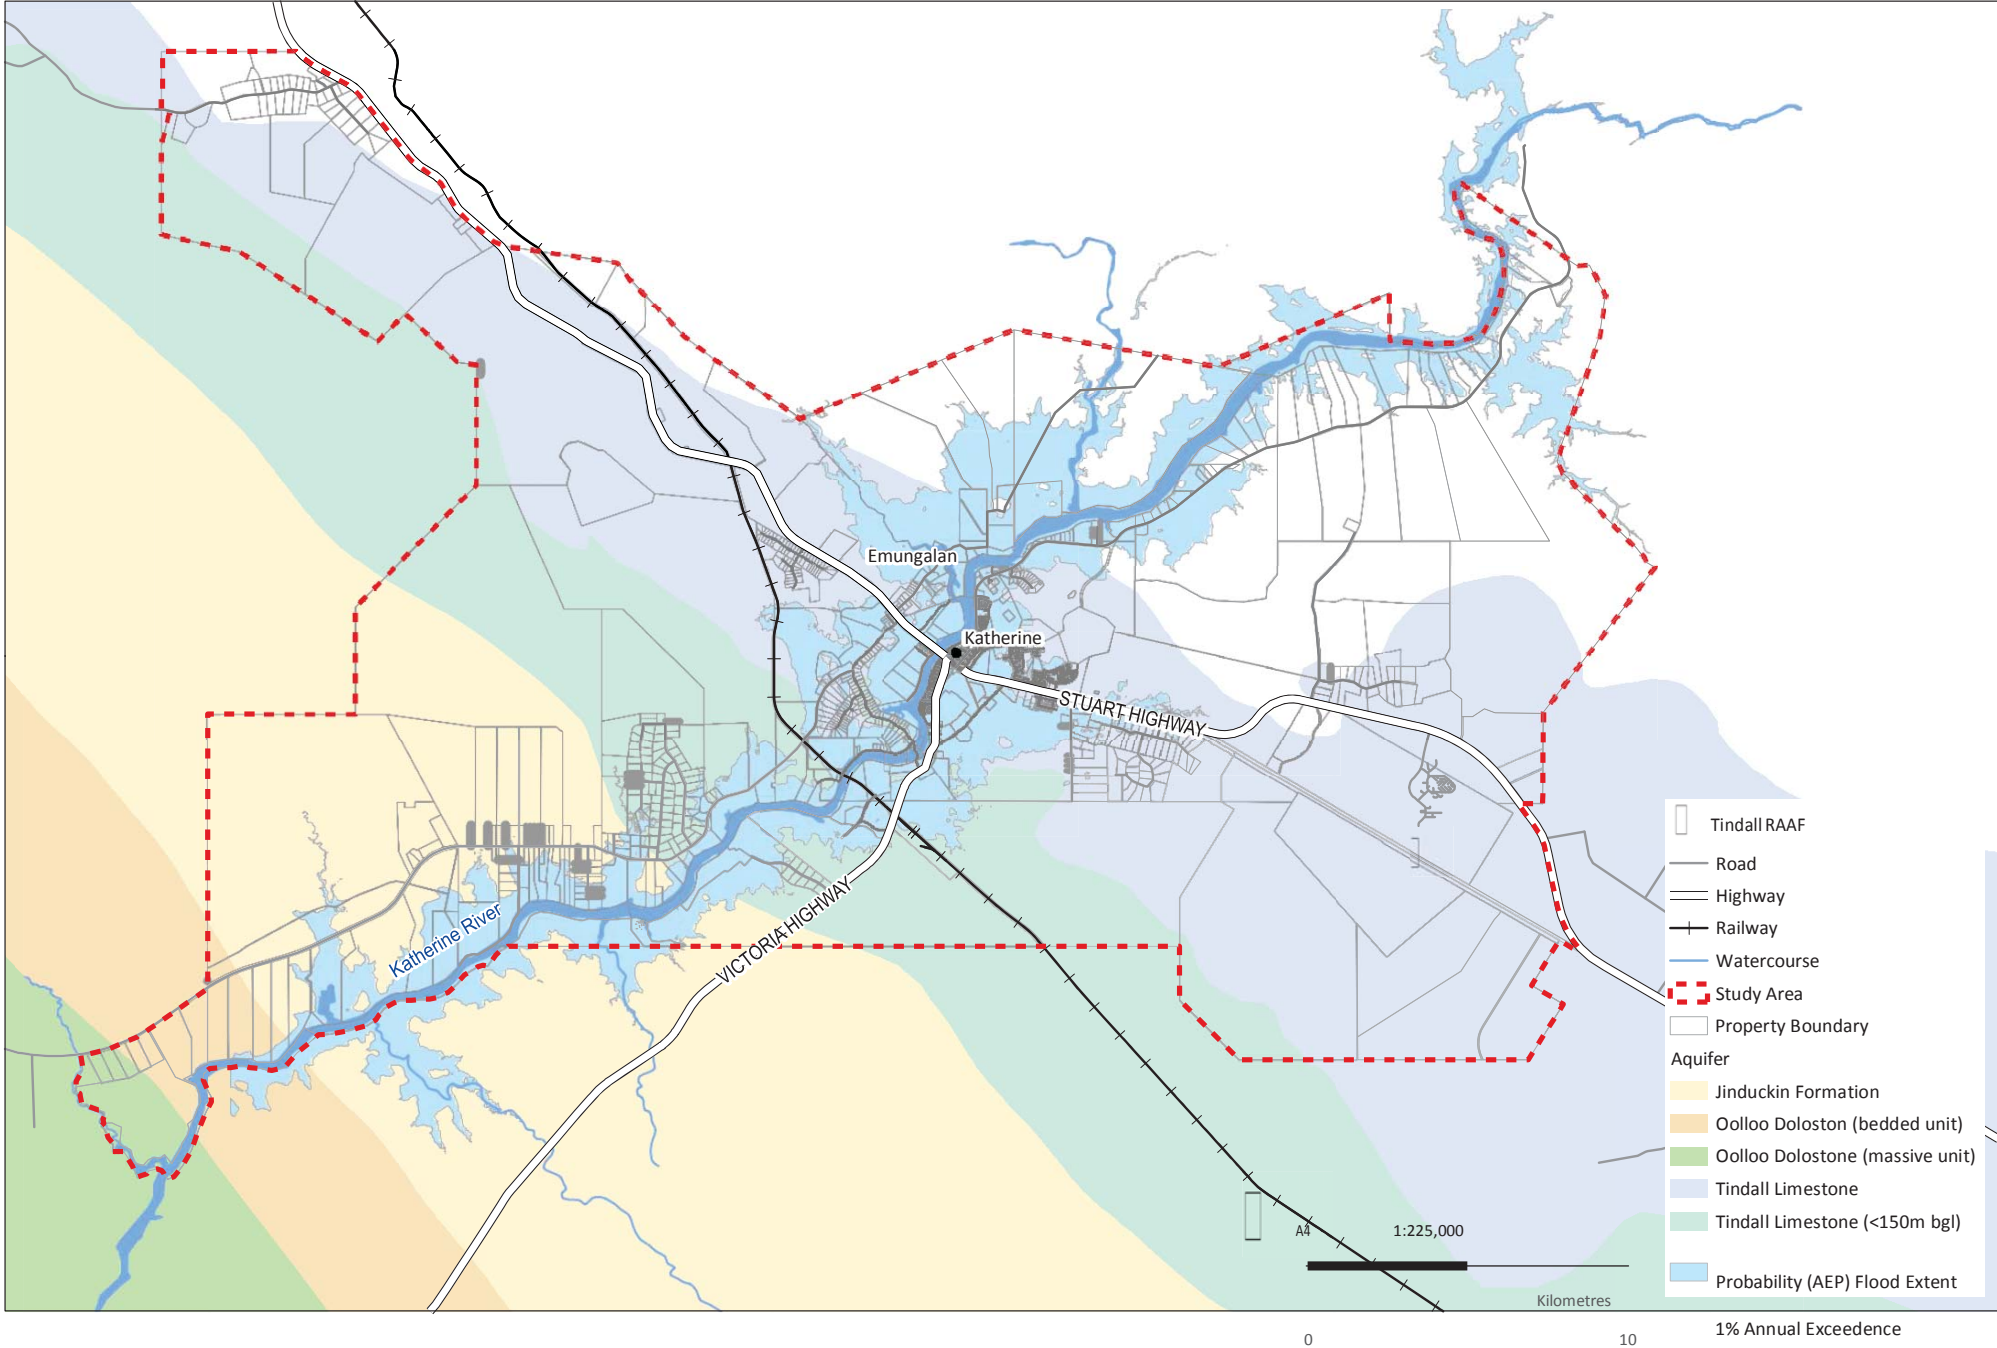 Emungalan
Katherine
STUART HIGHWAY
Katherine River
VICTORIA HIGHWAY
Tindall RAAF
Road
Highway
Railway
Watercourse
Study Area
Property Boundary
Aquifer
Jinduckin Formation
Oolloo Doloston (bedded unit)
Oolloo Dolostone (massive unit)
Tindall Limestone
Tindall Limestone (<150m bgl)
Probability (AEP) Flood Extent
1% Annual Exceedence
A4
1:225,000
Kilometres
0
10